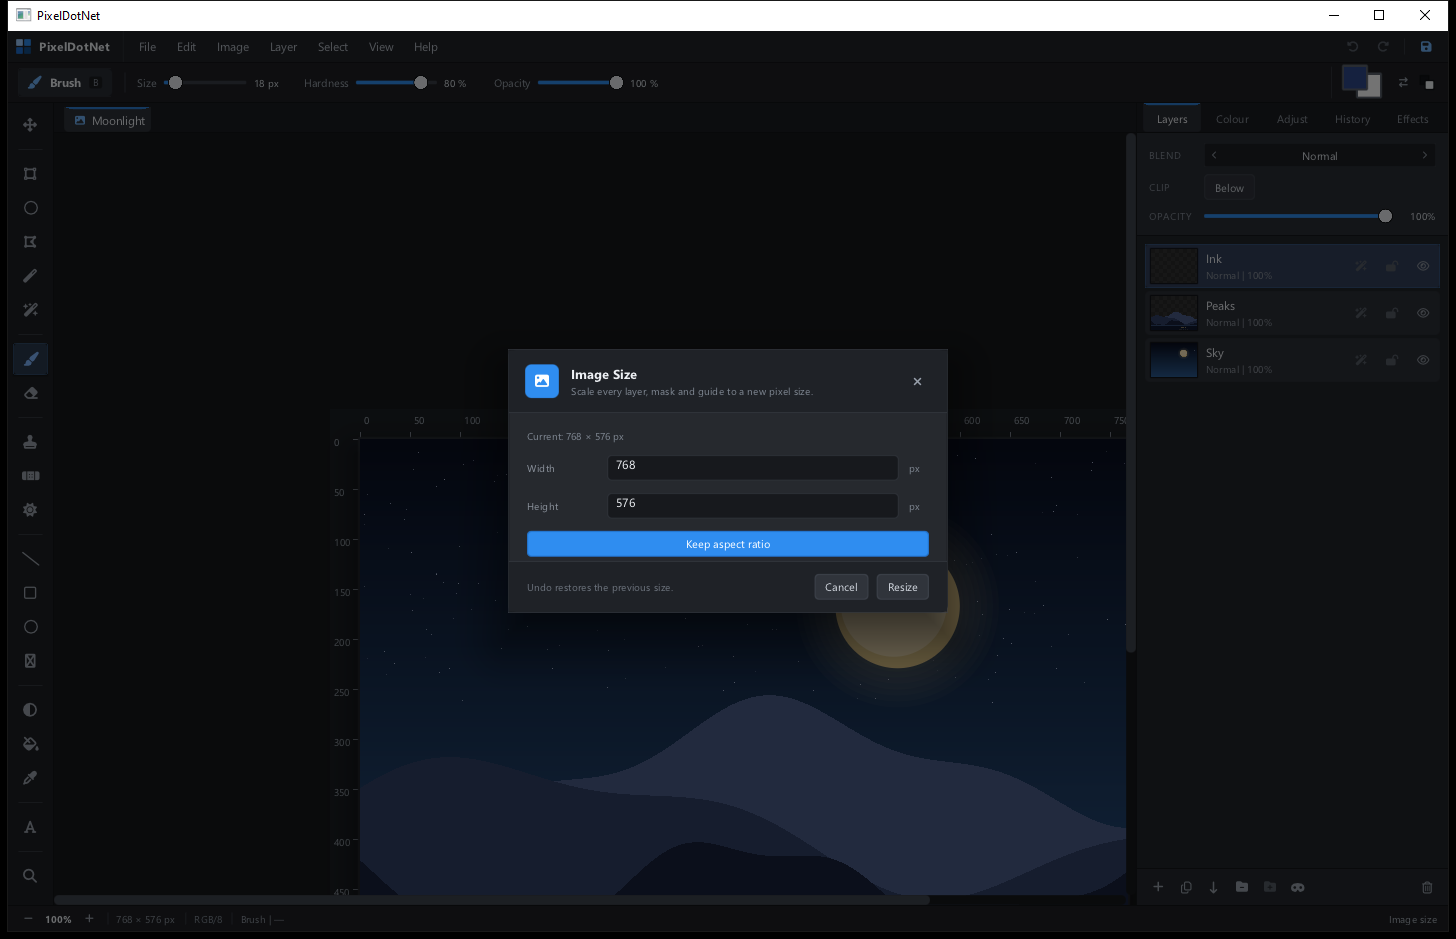 PixelDotNet
PixelDotNet File Edit Image Layer Select View Help
Brush B Size 18 px Hardness 80 % Opacity 100 %
Moonlight
Layers Colour Adjust History Effects
BLEND Normal
CLIP Below
OPACITY 100%
Ink
Normal | 100%
Peaks
Normal | 100%
Sky
Normal | 100%
Image Size
Scale every layer, mask and guide to a new pixel size.
Current: 768 × 576 px
Width 768 px
Height 576 px
Keep aspect ratio
Undo restores the previous size. Cancel Resize
0 50 100 600 650 700 750
0
50
100
150
200
250
300
350
400
450
A
100% 768 × 576 px RGB/8 Brush | — Image size